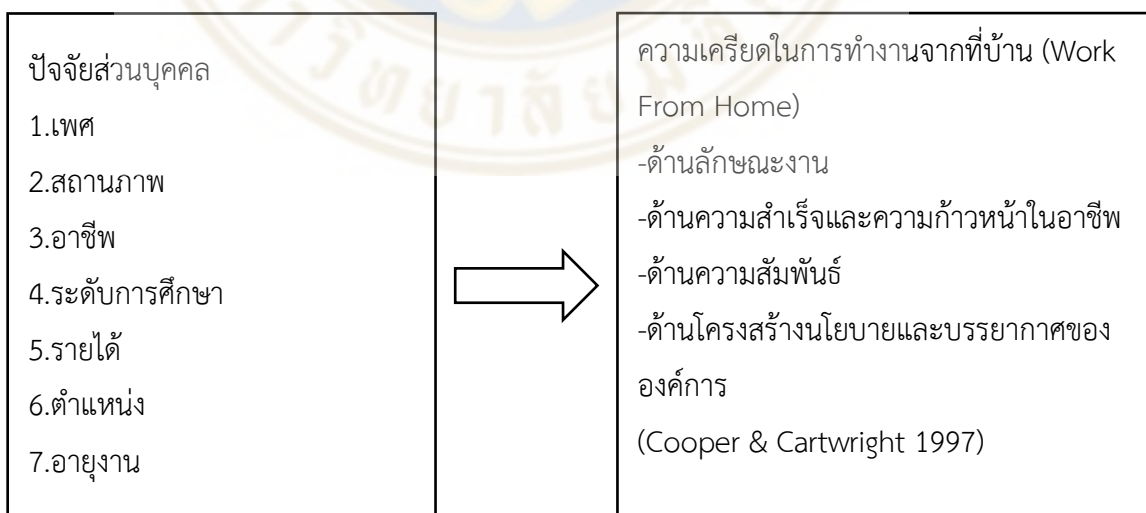 ปัจจัยส่วนบุคคล
1.เพศ
2.สถานภาพ
3.อาชีพ
4.ระดับการศึกษา
5.รายได้
6.ตำแหน่ง
7.อายุงาน
ความเครียดในการทำงานจากที่บ้าน (Work
From Home)
-ด้านลักษณะงาน
-ด้านความสำเร็จและความก้าวหน้าในอาชีพ
-ด้านความสัมพันธ์
-ด้านโครงสร้างนโยบายและบรรยากาศของ
องค์การ
(Cooper & Cartwright 1997)